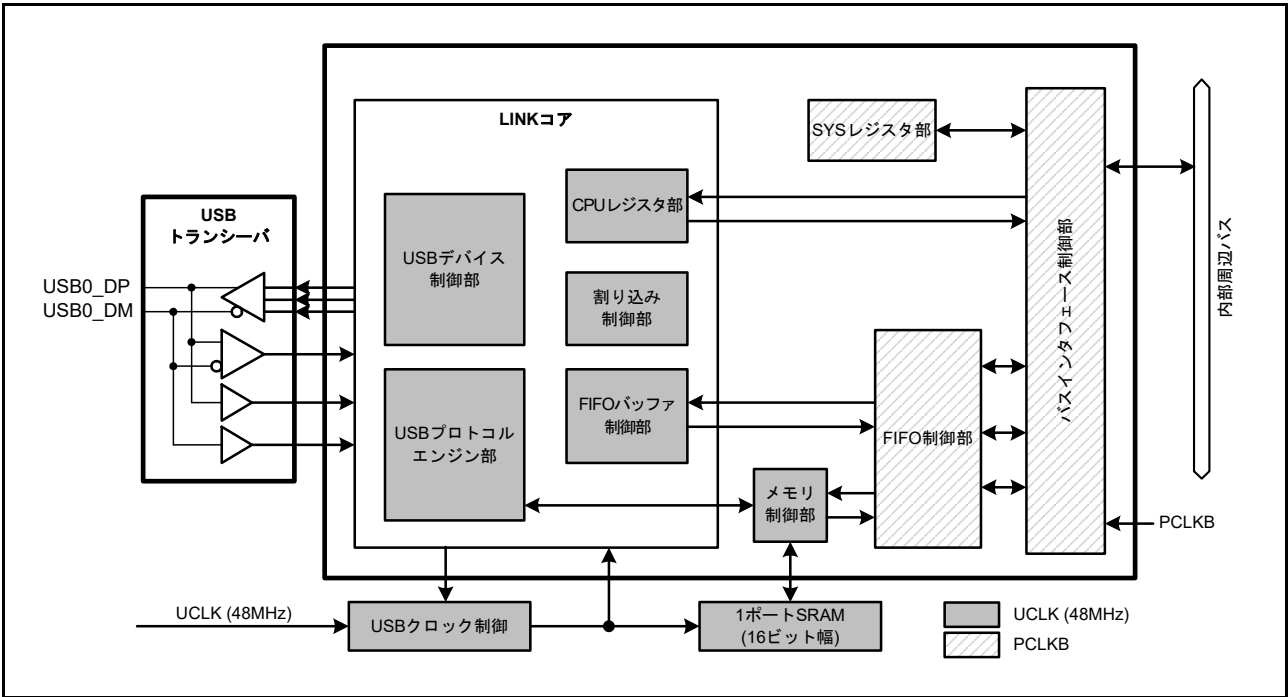 LINKコア
SYSレジスタ部
USB
トランシーバ
USB0_DP
USB0_DM
USBデバイス
制御部
CPUレジスタ部
割り込み
制御部
USBプロトコル
エンジン部
FIFOバッファ
制御部
メモリ
制御部
FIFO制御部
バスインタフェース制御部
内部周辺バス
PCLKB
UCLK (48MHz)
USBクロック制御
1ポートSRAM
(16ビット幅)
UCLK (48MHz)
PCLKB